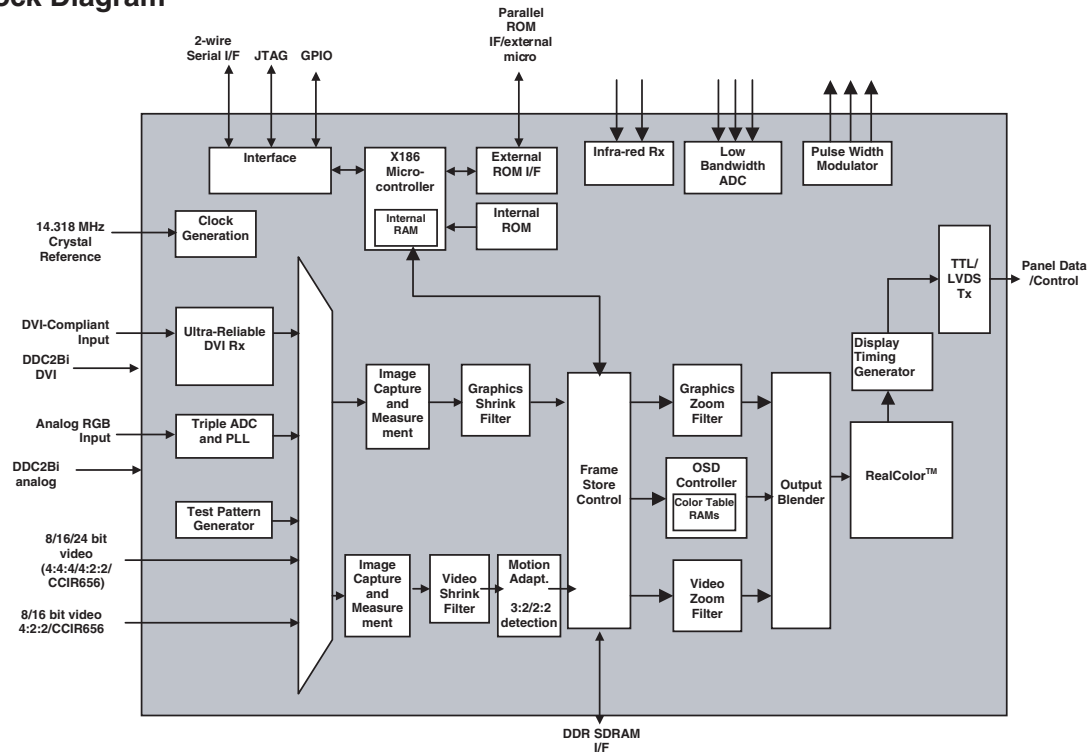 ock Diagram
Parallel
ROM
IF/external
micro
2-wire
Serial I/F
JTAG
GPIO
Interface
X186
Micro-
controller
Internal
RAM
External
ROM I/F
Internal
ROM
Infra-red Rx
Low
Bandwidth
ADC
Pulse Width
Modulator
14.318 MHz
Crystal
Reference
Clock
Generation
TTL/
LVDS
Tx
Panel Data
/Control
DVI-Compliant
Input
Ultra-Reliable
DVI Rx
DDC2Bi
DVI
Display
Timing
Generator
Image
Capture
and
Measure
ment
Graphics
Shrink
Filter
Graphics
Zoom
Filter
Analog RGB
Input
Triple ADC
and PLL
DDC2Bi
analog
Frame
Store
Control
OSD
Controller
Color Table
RAMs
Output
Blender
RealColor™
Test Pattern
Generator
8/16/24 bit
video
(4:4:4/4:2:2/
CCIR656)
Image
Capture
and
Measure
ment
Video
Shrink
Filter
Motion
Adapt.
3:2/2:2
detection
Video
Zoom
Filter
8/16 bit video
4:2:2/CCIR656
DDR SDRAM
I/F